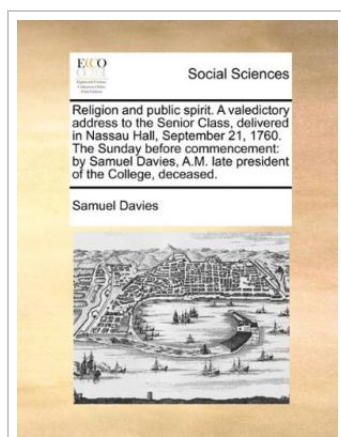 ECCO
Social Sciences
Religion and public spirit. A valedictory
address to the Senior Class, delivered
in Nassau Hall, September 21, 1760.
The Sunday before commencement:
by Samuel Davies, A.M. late president
of the College, deceased.
Samuel Davies